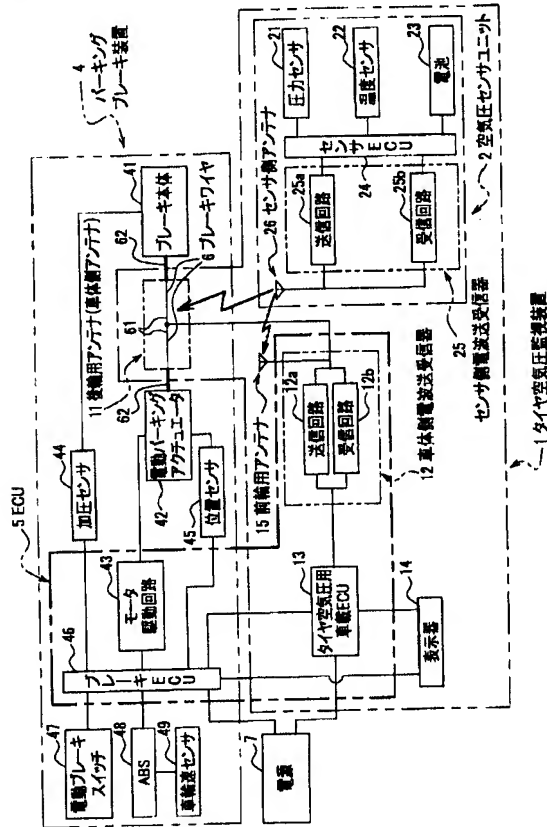 4
パーキング
ブレーキ装置
5 ECU
47
電動ブレーキ
スイッチ
48
ABS
49
車輪速センサ
46
ブレーキECU
43
モータ
駆動回路
44
加圧センサ
42
電動パーキング
アクチュエータ
45
位置センサ
41
ブレーキ本体
11 後輪用アンテナ(車体側アンテナ)
61
62
62
6 ブレーキワイヤ
7
電源
13
タイヤ空気圧用
車載ECU
14
表示器
15 前輪用アンテナ
12a
送信回路
受信回路
12b
12 車体側電波送受信器
26 センサ側アンテナ
25a
送信回路
25b
受信回路
25
センサ側電波送受信器
24
センサECU
21
圧力センサ
22
温度センサ
23
電池
2 空気圧センサユニット
1 タイヤ空気圧監視装置